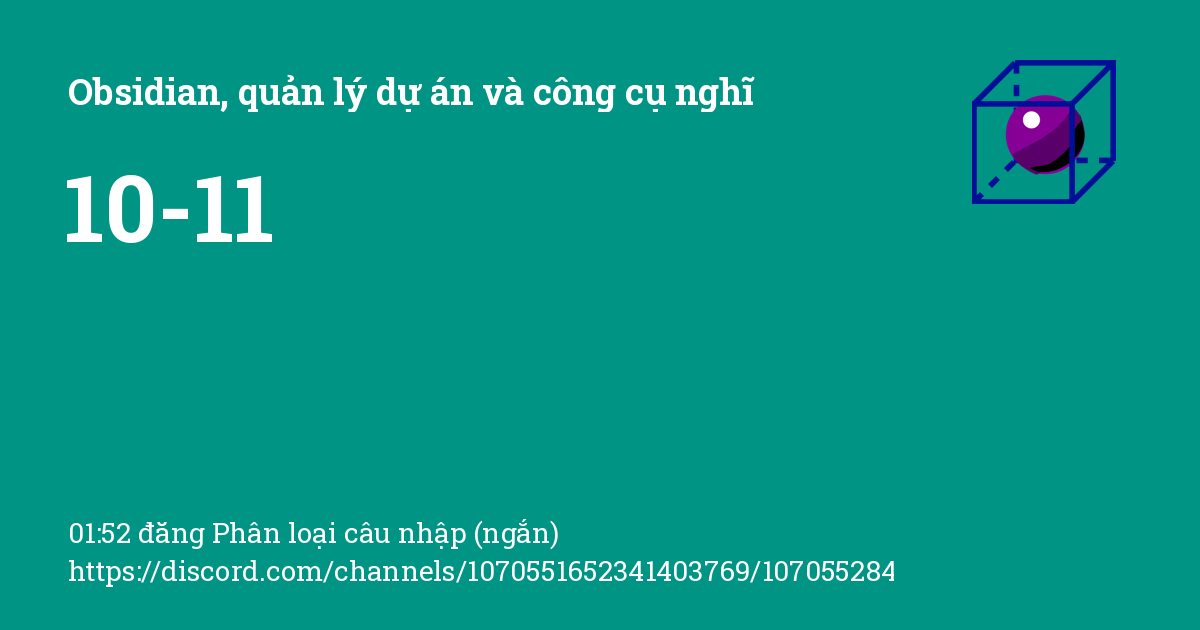 Obsidian, quản lý dự án và công cụ nghĩ
10-11
01:52 đăng Phân loại câu nhập (ngắn)
https://discord.com/channels/1070551652341403769/107055284